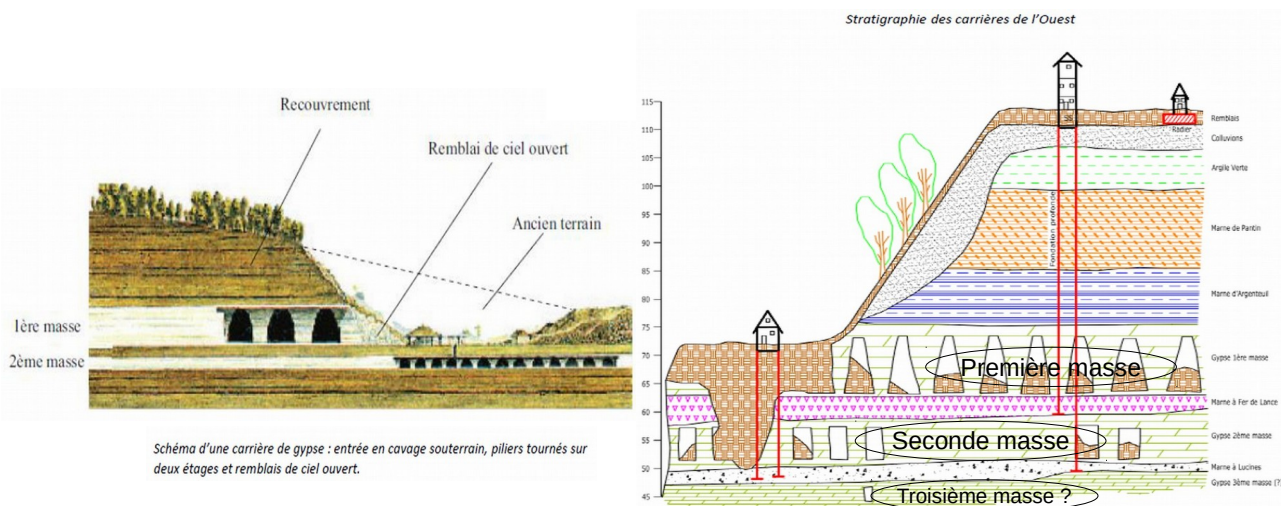 Recouvrement
Remblai de ciel ouvert
Ancien terrain
1ère masse
2ème masse
Schéma d'une carrière de gypse : entrée en cavage souterrain, piliers tournés sur
deux étages et remblais de ciel ouvert.
Stratigraphie des carrières de l'Ouest
115
110
105
100
95
90
85
80
75
70
65
60
55
50
45
SS
Radier
Fondation profonde
Remblais
Colluvions
Argile Verte
Marne de Pantin
Marne d'Argenteuil
Gypse 1ère masse
Marne à Fer de Lance
Gypse 2ème masse
Marne à Lucines
Gypse 3ème masse (?)
Première masse
Seconde masse
Troisième masse ?